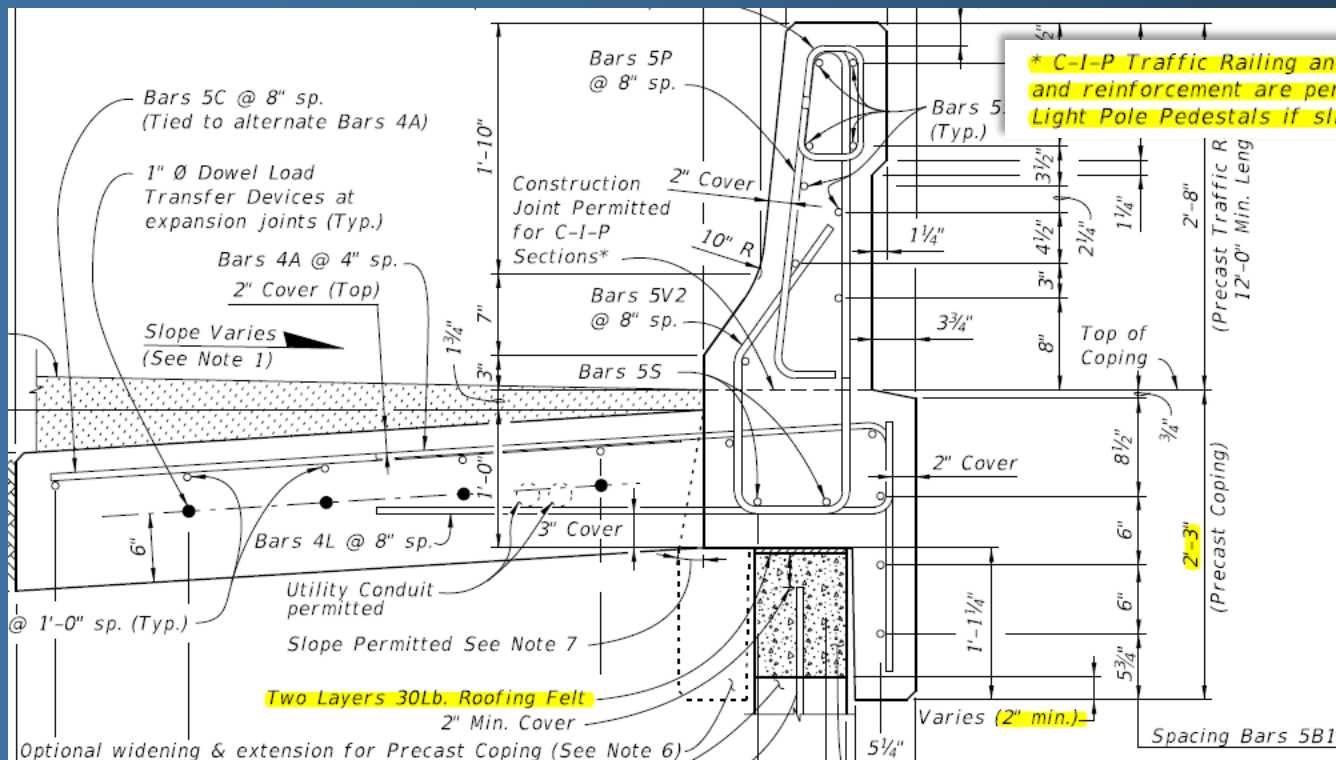 Bars 5C @ 8" sp.
(Tied to alternate Bars 4A)
1" Ø Dowel Load
Transfer Devices at
expansion joints (Typ.)
Bars 4A @ 4" sp.
2" Cover (Top)
Slope Varies
(See Note 1)
1'-10"
7"
3"
1¾"
1'-0"
Bars 5P
@ 8" sp.
2" Cover
Construction
Joint Permitted
for C-I-P
Sections*
10" R
Bars 5V2
@ 8" sp.
Bars 5S
(Typ.)
* C-I-P Traffic Railing
and reinforcement are
Light Pole Pedestals if
3½"
4½"
2¼"
3"
8"
1¼"
1¼"
3¾"
2'-8"
(Precast Traffic
12'-0" Min.
Top of
Coping
¾"
8½"
6"
6"
5¾"
2'-3"
(Precast Coping)
2" Cover
3" Cover
6"
Bars 4L @ 8" sp.
Utility Conduit
permitted
@ 1'-0" sp. (Typ.)
Slope Permitted See Note 7
Two Layers 30Lb. Roofing Felt
2" Min. Cover
Optional widening & extension for Precast Coping (See Note 6)
1'-1¼"
5¼"
Varies (2" min.)
Spacing Bars 5B1